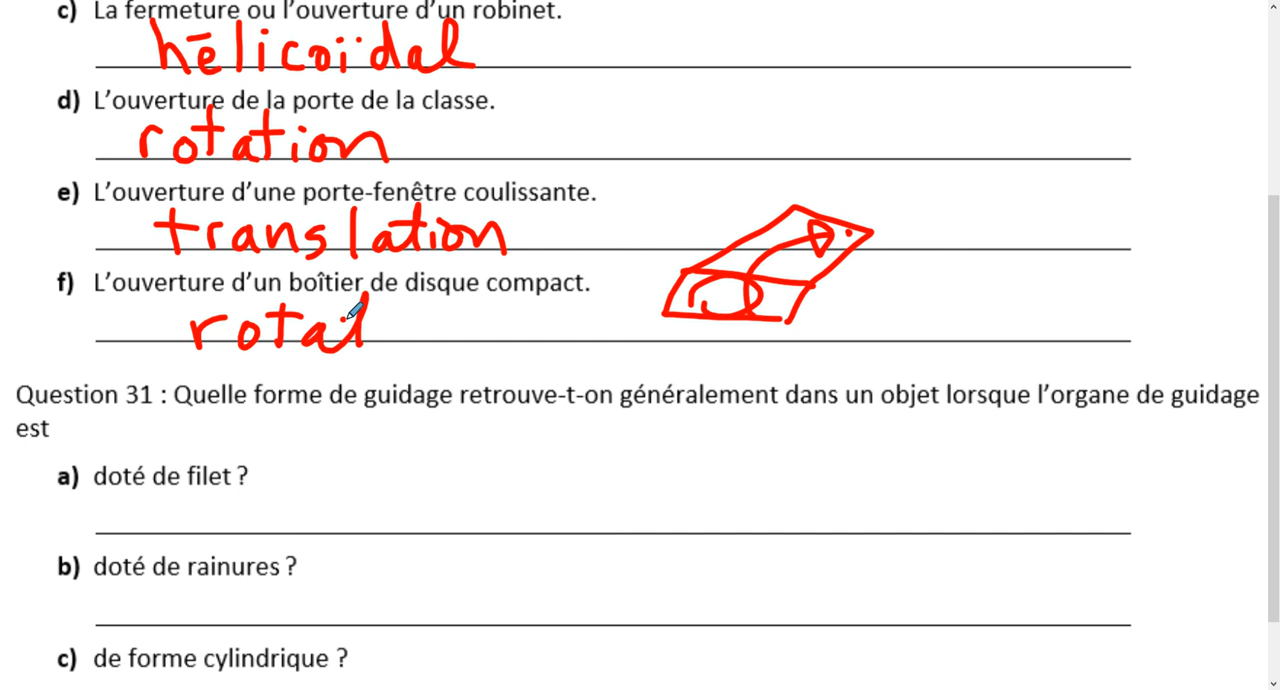 c) La fermeture ou l'ouverture d'un robinet.
hēlicoïdal
d) L'ouverture de la porte de la classe.
rotation
e) L'ouverture d'une porte-fenêtre coulissante.
translation
f) L'ouverture d'un boîtier de disque compact.
rotat
Question 31 : Quelle forme de guidage retrouve-t-on généralement dans un objet lorsque l'organe de guidage
est
a) doté de filet ?
b) doté de rainures ?
c) de forme cylindrique ?